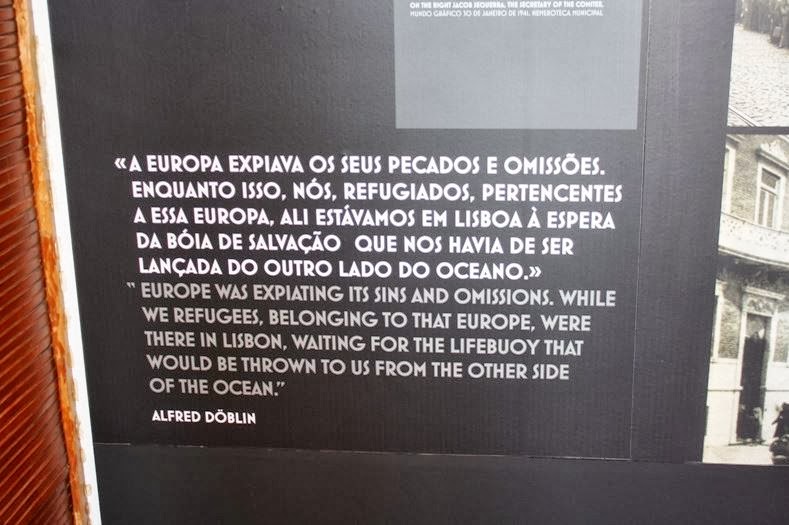 ON THE RIGHT JACOB SEQUERRA, THE SECRETARY OF THE COMITEE.
MUNDO GRÁFICO 30 DE JANEIRO DE 1941. HEMEROTECA MUNICIPAL
«A EUROPA EXPIAVA OS SEUS PECADOS E OMISSÕES.
ENQUANTO ISSO, NÓS, REFUGIADOS, PERTENCENTES
A ESSA EUROPA, ALI ESTÁVAMOS EM LISBOA À ESPERA
DA BÓIA DE SALVAÇÃO QUE NOS HAVIA DE SER
LANÇADA DO OUTRO LADO DO OCEANO.»
“ EUROPE WAS EXPIATING ITS SINS AND OMISSIONS. WHILE
WE REFUGEES, BELONGING TO THAT EUROPE, WERE
THERE IN LISBON, WAITING FOR THE LIFEBUOY THAT
WOULD BE THROWN TO US FROM THE OTHER SIDE
OF THE OCEAN.”
ALFRED DÖBLIN